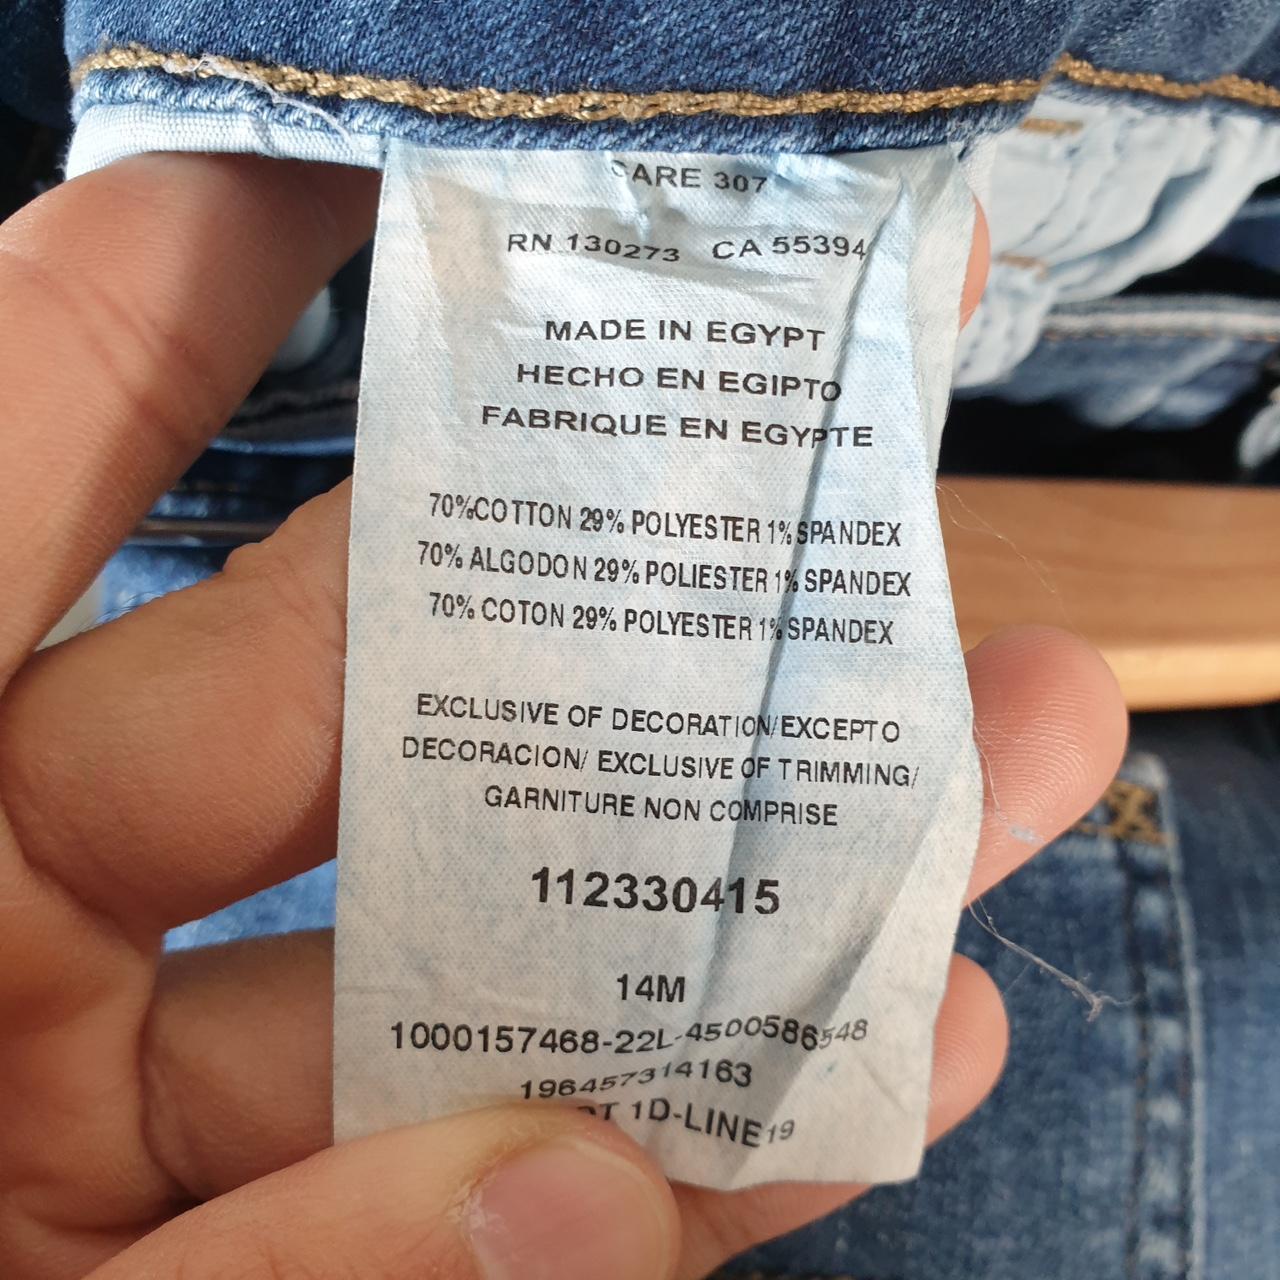 CARE 307
RN 130273 CA 55394
MADE IN EGYPT
HECHO EN EGIPTO
FABRIQUE EN EGYPTE
70%COTTON 29% POLYESTER 1% SPANDEX
70% ALGODON 29% POLIESTER 1% SPANDEX
70% COTON 29% POLYESTER 1% SPANDEX
EXCLUSIVE OF DECORATION/EXCEPTO
DECORACION/ EXCLUSIVE OF TRIMMING/
GARNITURE NON COMPRISE
112330415
14M
1000157468-22L-4500586548
196457314163
1D-LINE19